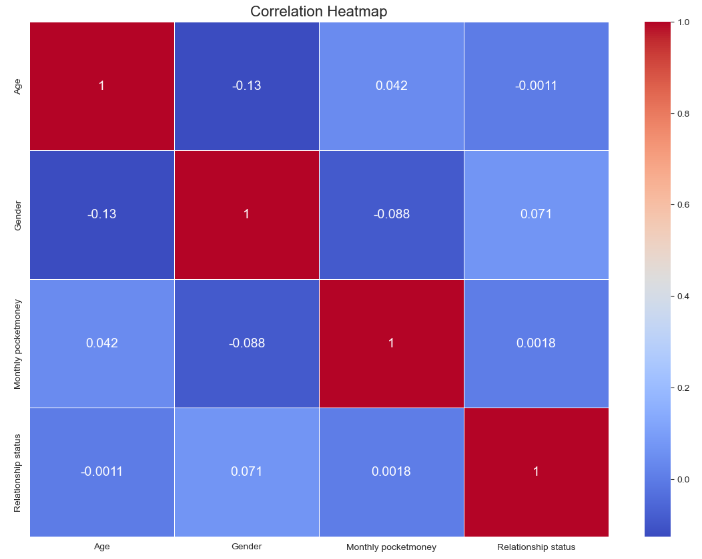 Correlation Heatmap
Age
1
-0.13
0.042
-0.0011
Gender
-0.13
1
-0.088
0.071
Monthly pocketmoney
0.042
-0.088
1
0.0018
Relationship status
-0.0011
0.071
0.0018
1
Age
Gender
Monthly pocketmoney
Relationship status
1.0
0.8
0.6
0.4
0.2
0.0